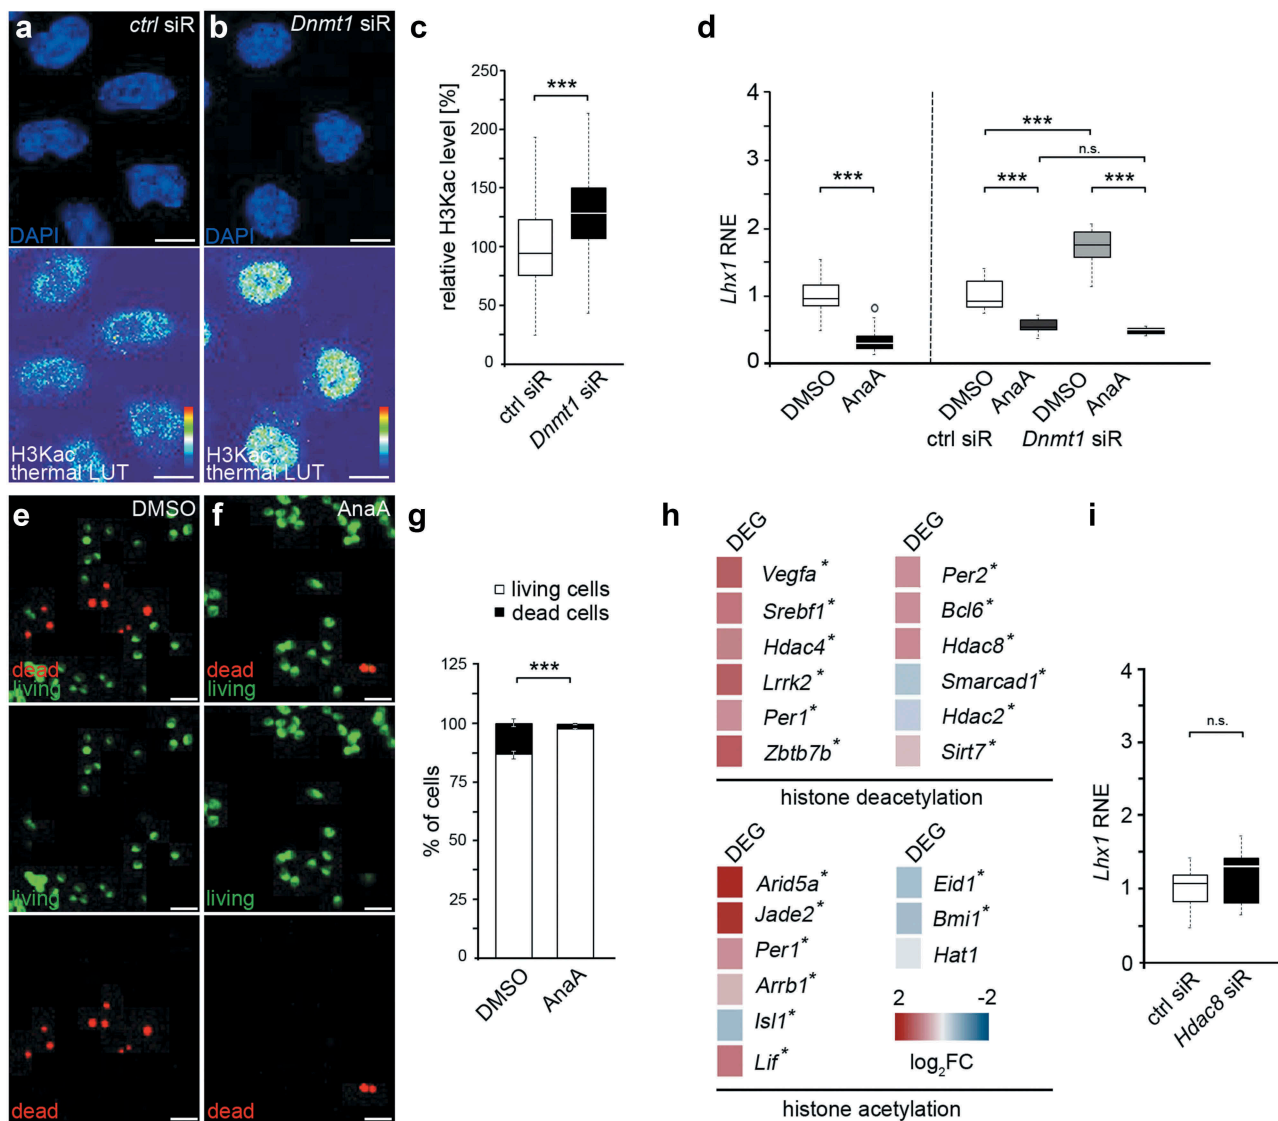 a
ctrl siR
DAPI
H3Kac
thermal LUT
b
Dnmt1 siR
DAPI
H3Kac
thermal LUT
c
relative H3Kac level [%]
250
200
150
100
50
0
***
ctrl siR
Dnmt1 siR
d
Lhx1 RNE
4
3
2
1
0
***
***
n.s.
***
***
DMSO
AnaA
DMSO
AnaA
DMSO
AnaA
ctrl siR
Dnmt1 siR
e
DMSO
dead
living
living
dead
f
AnaA
dead
living
living
dead
g
living cells
dead cells
% of cells
125
100
75
50
25
0
***
DMSO
AnaA
h
DEG
Vegfa*
Srebf1*
Hdac4*
Lrrk2*
Per1*
Zbtb7b*
DEG
Per2*
Bcl6*
Hdac8*
Smarcad1*
Hdac2*
Sirt7*
histone deacetylation
DEG
Arid5a*
Jade2*
Per1*
Arrb1*
Isl1*
Lif*
DEG
Eid1*
Bmi1*
Hat1
2
-2
log2FC
histone acetylation
i
Lhx1 RNE
4
3
2
1
0
n.s.
ctrl siR
Hdac8 siR